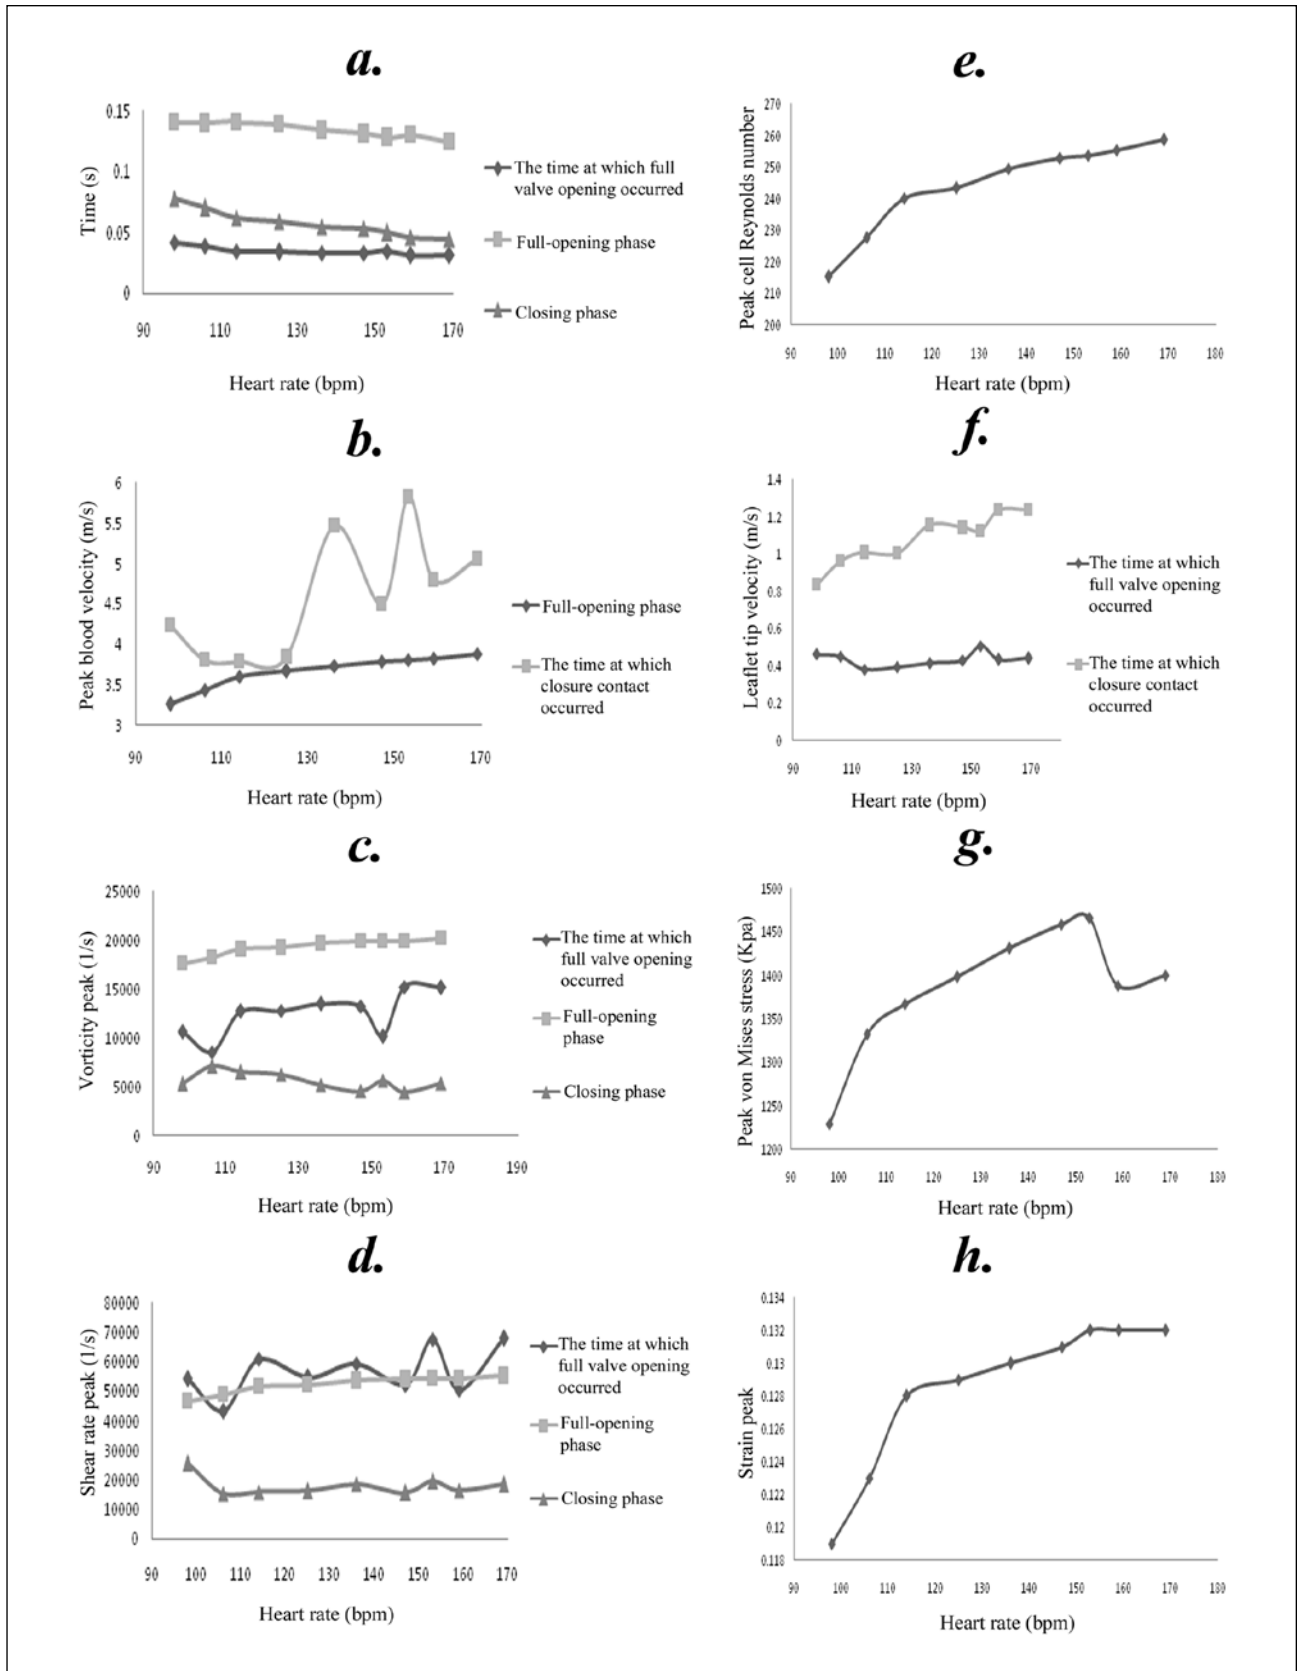 a.
0.15
0.1
0.05
0
Time (s)
90 110 130 150 170
Heart rate (bpm)
The time at which full
valve opening occurred
Full-opening phase
Closing phase
b.
6
5.5
5
4.5
4
3.5
3
Peak blood velocity (m/s)
90 110 130 150 170
Heart rate (bpm)
Full-opening phase
The time at which
closure contact
occurred
c.
25000
20000
15000
10000
5000
0
Vorticity peak (1/s)
90 110 130 150 170 190
Heart rate (bpm)
The time at which
full valve opening
occurred
Full-opening
phase
Closing phase
d.
80000
70000
60000
50000
40000
30000
20000
10000
0
Shear rate peak (1/s)
90 100 110 120 130 140 150 160 170
Heart rate (bpm)
The time at which
full valve opening
occurred
Full-opening
phase
Closing phase
e.
270
260
250
240
230
220
210
200
Peak cell Reynolds number
90 100 110 120 130 140 150 160 170 180
Heart rate (bpm)
f.
1.4
1.2
1
0.8
0.6
0.4
0.2
0
Leaflet tip velocity (m/s)
90 110 130 150 170
Heart rate (bpm)
The time at which
full valve opening
occurred
The time at which
closure contact
occurred
g.
1500
1450
1400
1350
1300
1250
1200
Peak von Mises stress (Kpa)
90 100 110 120 130 140 150 160 170 180
Heart rate (bpm)
h.
0.134
0.132
0.13
0.128
0.126
0.124
0.122
0.12
0.118
Strain peak
90 100 110 120 130 140 150 160 170 180
Heart rate (bpm)